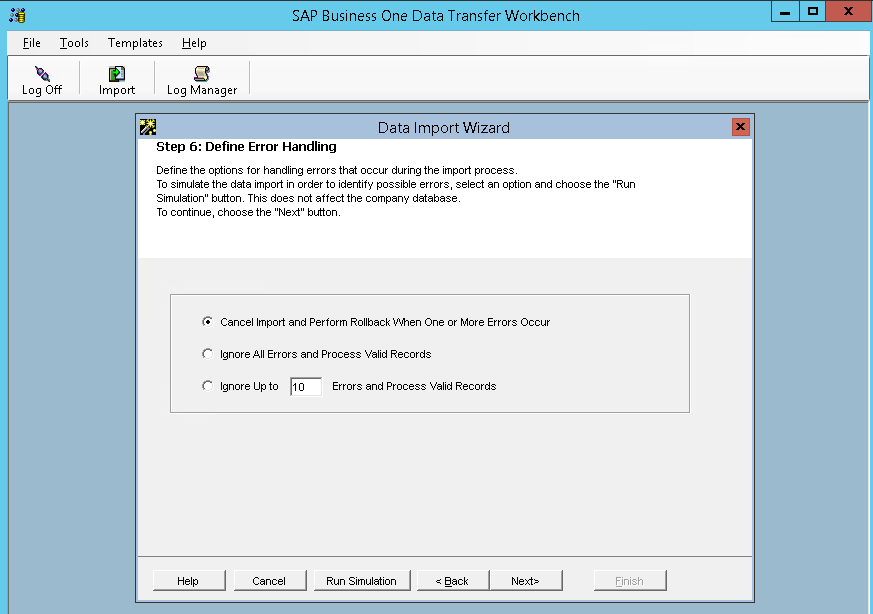 SAP Business One Data Transfer Workbench
File Tools Templates Help
Log Off Import Log Manager
Data Import Wizard
Step 6: Define Error Handling
Define the options for handling errors that occur during the import process.
To simulate the data import in order to identify possible errors, select an option and choose the "Run
Simulation" button. This does not affect the company database.
To continue, choose the "Next" button.
Cancel Import and Perform Rollback When One or More Errors Occur
Ignore All Errors and Process Valid Records
Ignore Up to 10 Errors and Process Valid Records
Help Cancel Run Simulation < Back Next> Finish